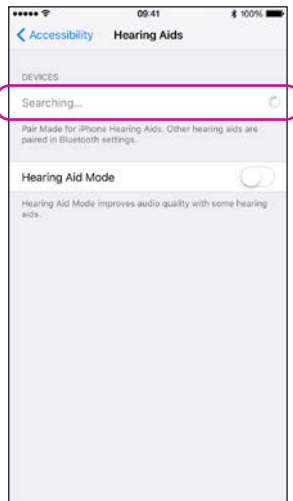 09:41
100%
Accessibility
Hearing Aids
DEVICES
Searching...
Pair Made for iPhone Hearing Aids. Other hearing aids are
paired in Bluetooth settings.
Hearing Aid Mode
Hearing Aid Mode improves audio quality with some hearing
aids.